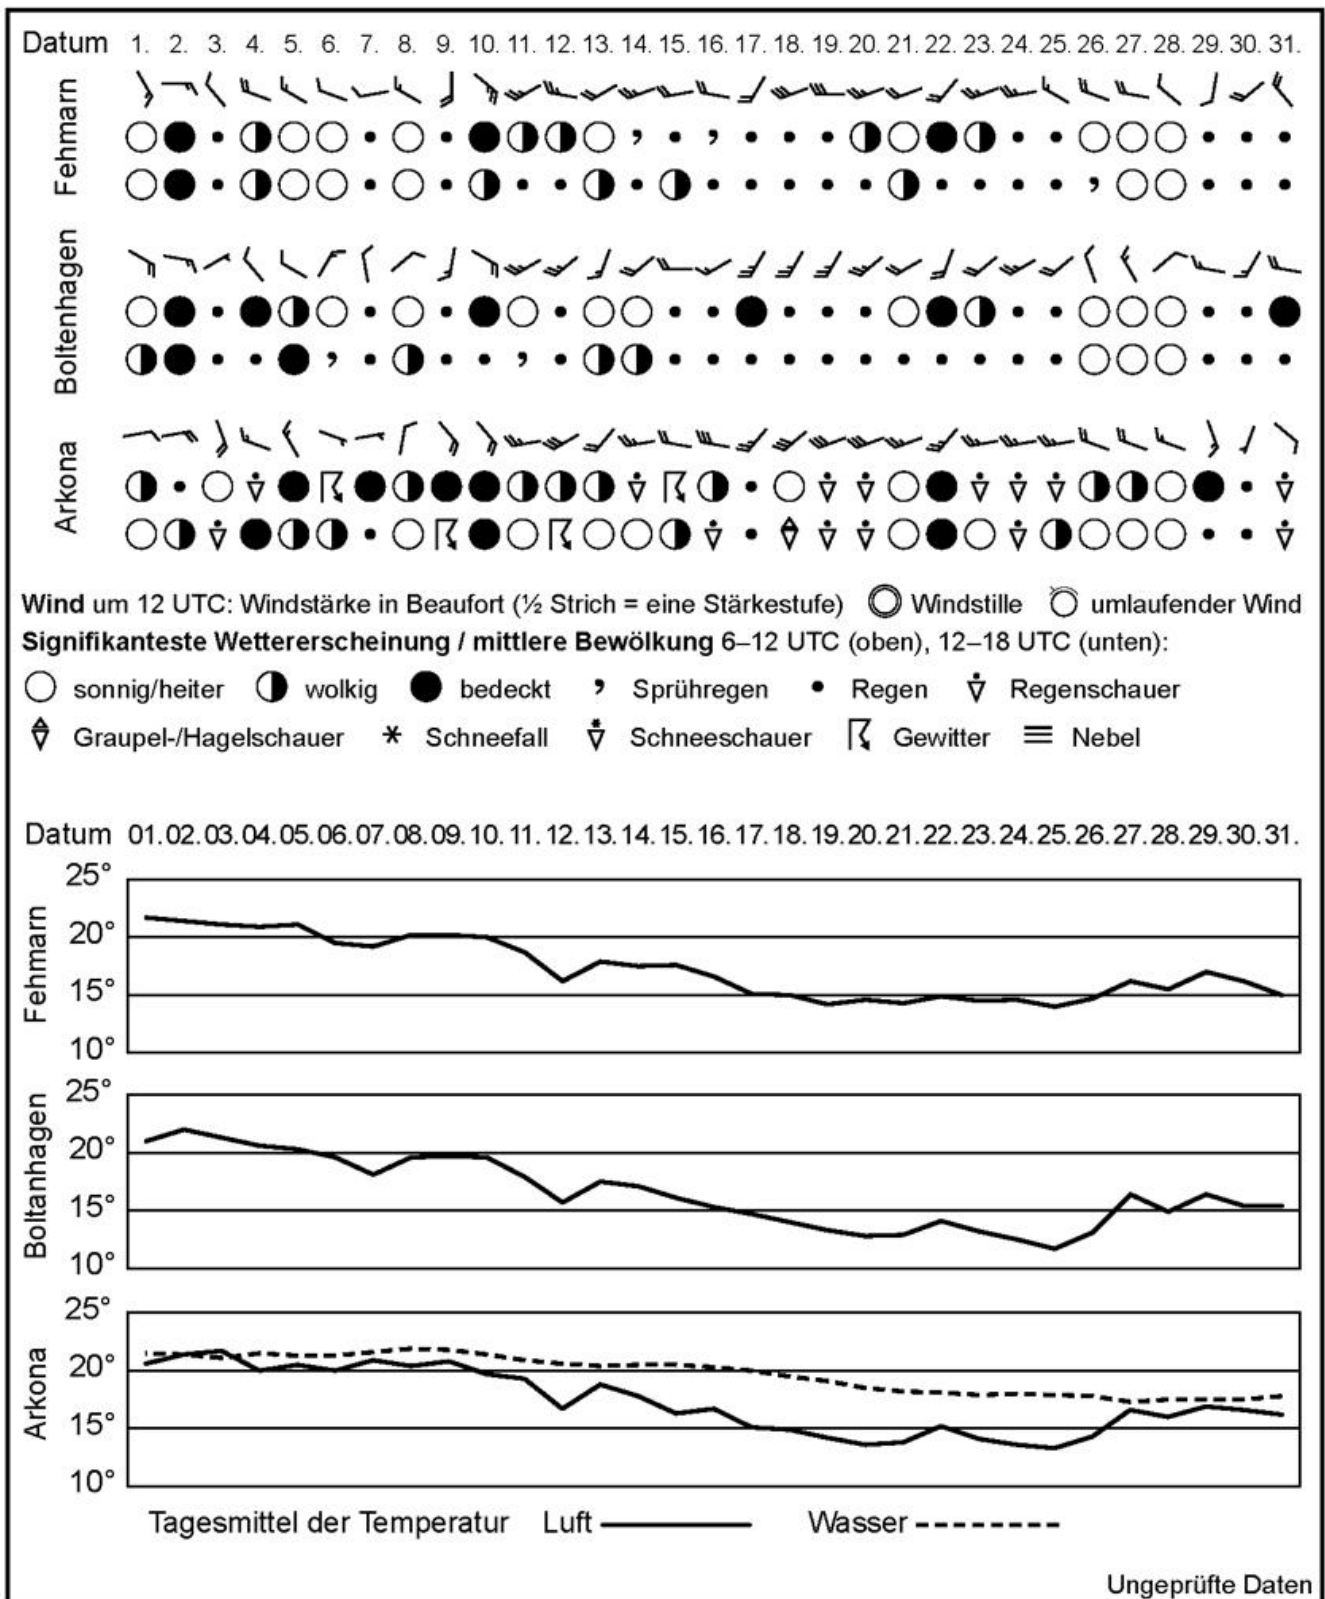 Datum 1. 2. 3. 4. 5. 6. 7. 8. 9. 10. 11. 12. 13. 14. 15. 16. 17. 18. 19. 20. 21. 22. 23. 24. 25. 26. 27. 28. 29. 30. 31.
Fehmarn
Boltenhagen
Arkona
Wind um 12 UTC: Windstärke in Beaufort (½ Strich = eine Stärkestufe) Windstille umlaufender Wind
Signifikanteste Wettererscheinung / mittlere Bewölkung 6–12 UTC (oben), 12–18 UTC (unten):
sonnig/heiter wolkig bedeckt Sprühregen Regen Regenschauer
Graupel-/Hagelschauer Schneefall Schneeschauer Gewitter Nebel
Datum 01. 02. 03. 04. 05. 06. 07. 08. 09. 10. 11. 12. 13. 14. 15. 16. 17. 18. 19. 20. 21. 22. 23. 24. 25. 26. 27. 28. 29. 30. 31.
Fehmarn
25°
20°
15°
10°
Boltanhagen
25°
20°
15°
10°
Arkona
25°
20°
15°
10°
Tagesmittel der Temperatur Luft Wasser
Ungeprüfte Daten